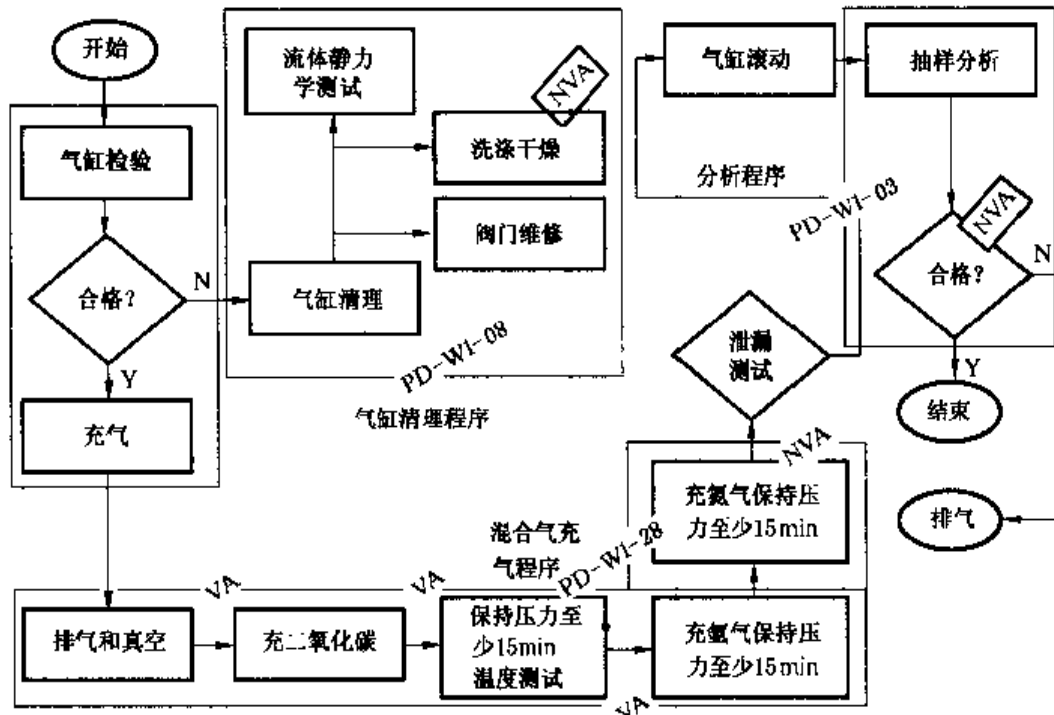 开始
气缸检验
合格?
N
Y
充气
流体静力
学测试
NVA
洗涤干燥
阀门维修
气缸清理
PD-W1-08
气缸清理程序
气缸滚动
分析程序
PD-W1-03
抽样分析
NVA
合格?
N
Y
结束
排气
泄漏
测试
NVA
充氮气保持压
力至少15min
混合气充
气程序
PD-W1-28
VA
VA
排气和真空
充二氧化碳
保持压力至
少15min
温度测试
充氦气保持压
力至少15min
VA